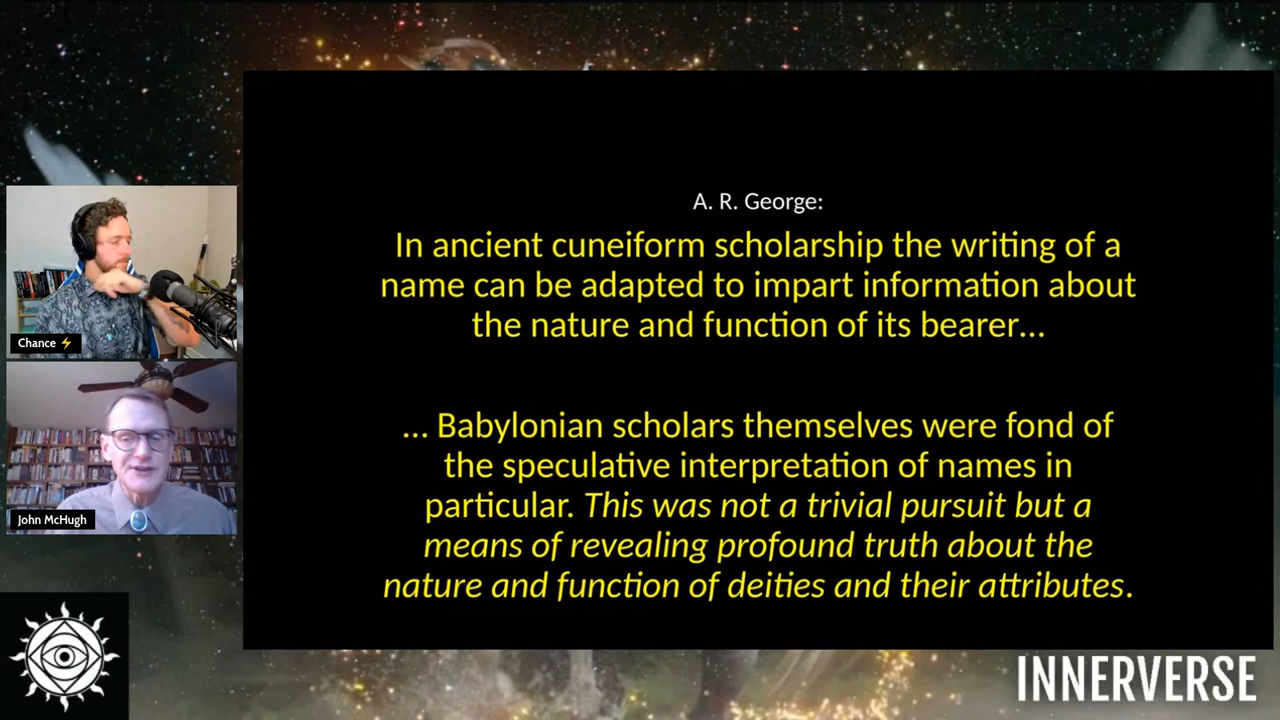 A. R. George:
In ancient cuneiform scholarship the writing of a
name can be adapted to impart information about
the nature and function of its bearer...
... Babylonian scholars themselves were fond of
the speculative interpretation of names in
particular. This was not a trivial pursuit but a
means of revealing profound truth about the
nature and function of deities and their attributes.
Chance ⚡
John McHugh
INNERVERSE